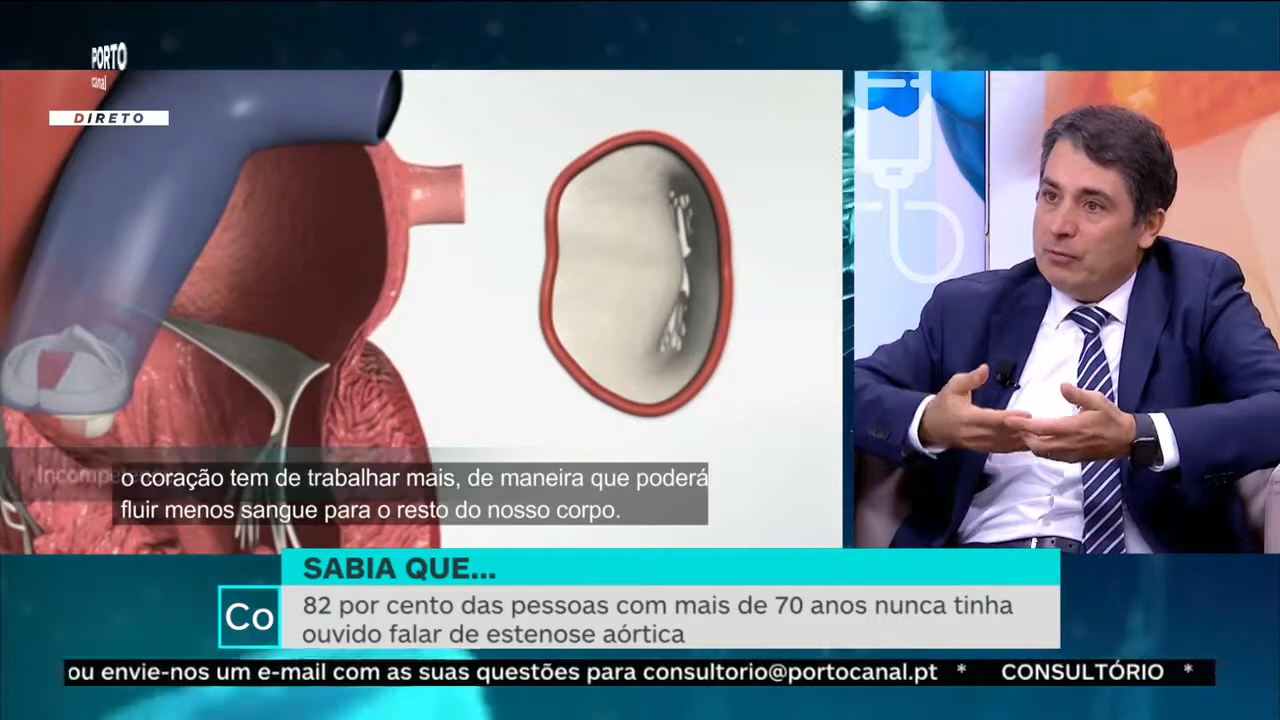 PORTO
canal
DIRETO
o coração tem de trabalhar mais, de maneira que poderá
fluir menos sangue para o resto do nosso corpo.
SABIA QUE...
Co
82 por cento das pessoas com mais de 70 anos nunca tinha
ouvido falar de estenose aórtica
ou envie-nos um e-mail com as suas questões para consultorio@portocanal.pt * CONSULTÓRIO *